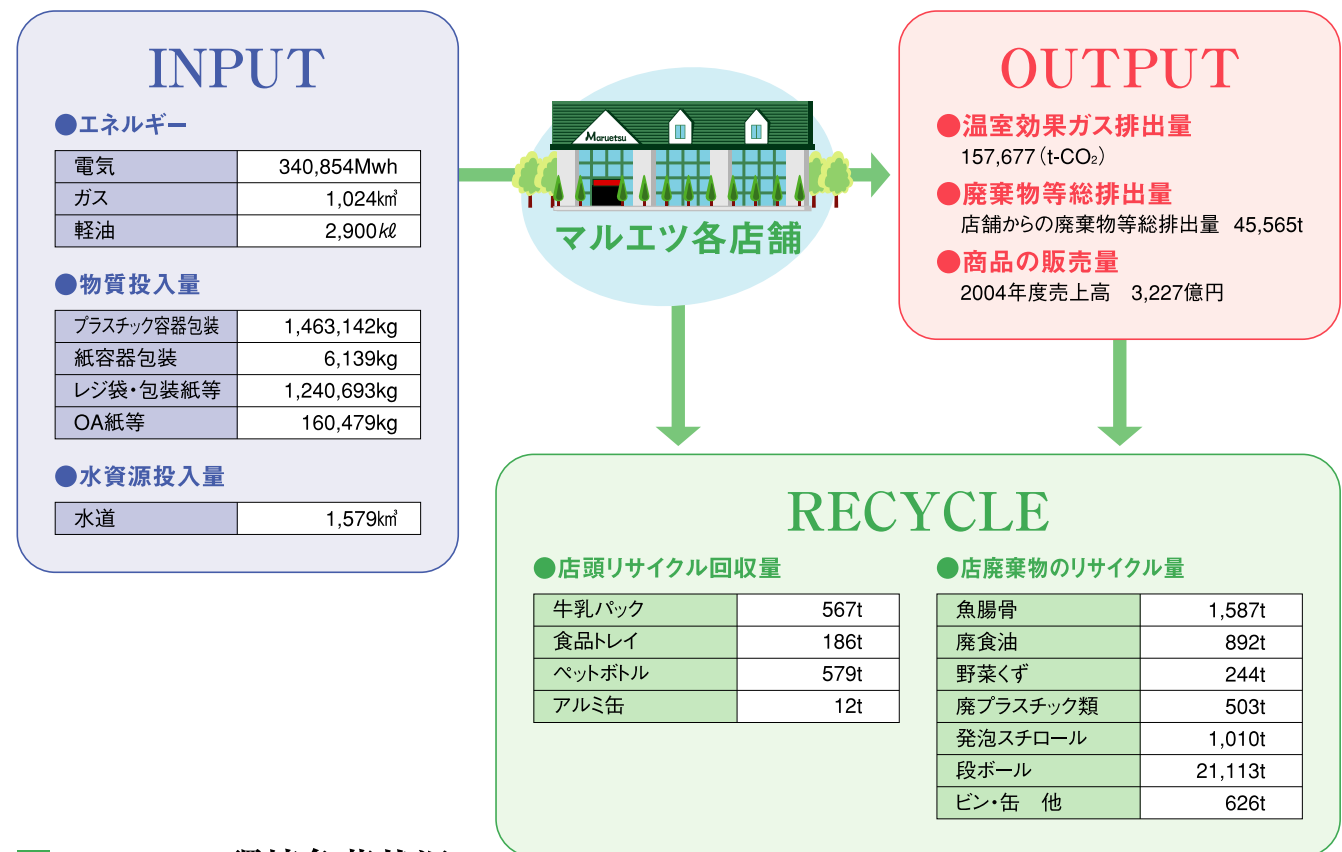 INPUT
●エネルギー
電気 340,854Mwh
ガス 1,024k㎥
軽油 2,900kℓ
●物質投入量
プラスチック容器包装 1,463,142kg
紙容器包装 6,139kg
レジ袋・包装紙等 1,240,693kg
OA紙等 160,479kg
●水資源投入量
水道 1,579k㎥
Maruetsu
マルエツ各店舗
OUTPUT
●温室効果ガス排出量
157,677（t-CO₂）
●廃棄物等総排出量
店舗からの廃棄物等総排出量 45,565t
●商品の販売量
2004年度売上高 3,227億円
RECYCLE
●店頭リサイクル回収量
牛乳パック 567t
食品トレイ 186t
ペットボトル 579t
アルミ缶 12t
●店廃棄物のリサイクル量
魚腸骨 1,587t
廃食油 892t
野菜くず 244t
廃プラスチック類 503t
発泡スチロール 1,010t
段ボール 21,113t
ビン・缶 他 626t